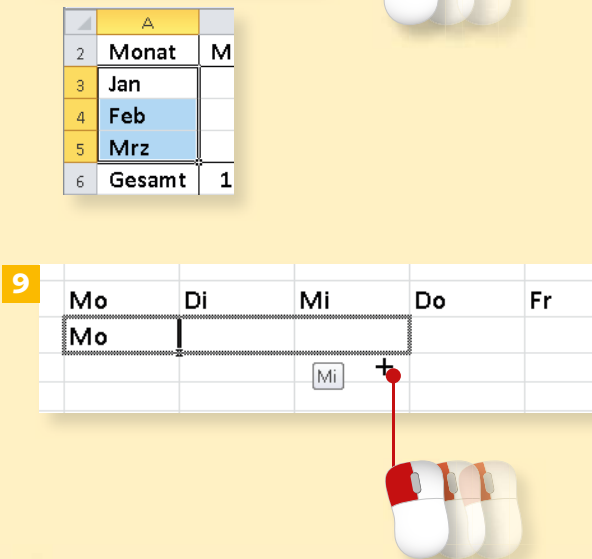 A
2 Monat M
3 Jan
4 Feb
5 Mrz
6 Gesamt 1
9
Mo Di Mi Do Fr
Mo
Mi